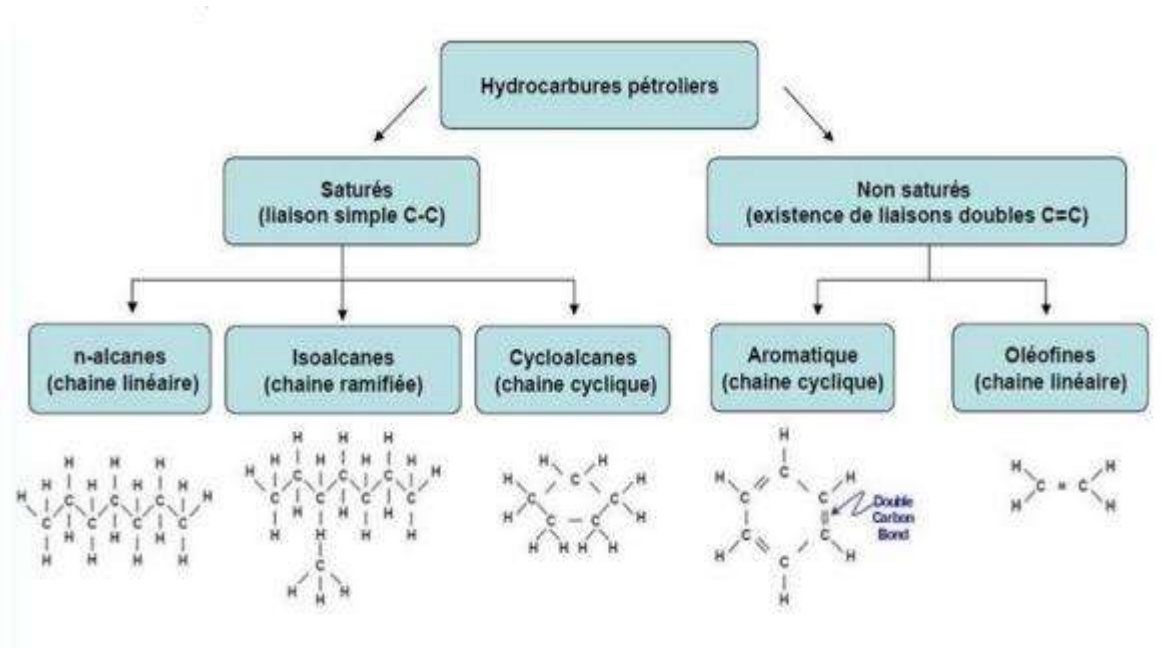 Hydrocarbures pétroliers
Saturés
(liaison simple C-C)
Non saturés
(existence de liaisons doubles C=C)
n-alcanes
(chaine linéaire)
Isoalcanes
(chaine ramifiée)
Cycloalcanes
(chaine cyclique)
Aromatique
(chaine cyclique)
Oléofines
(chaine linéaire)
Double
Carbon
Bond